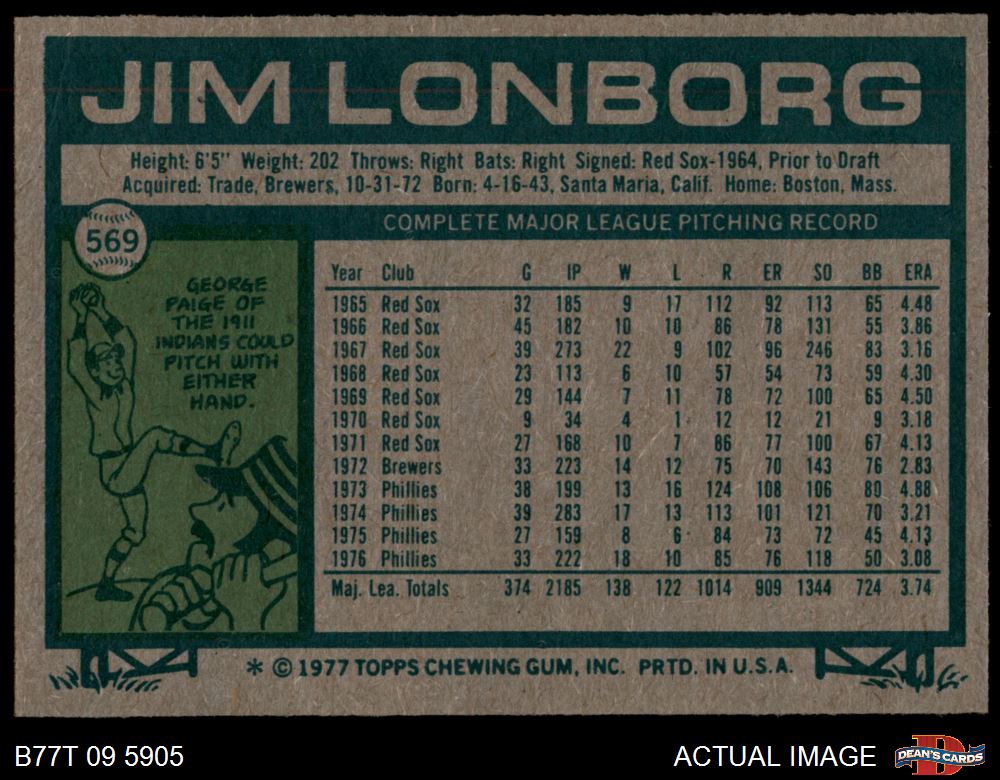 JIM LONBORG
Height: 6'5" Weight: 202 Throws: Right Bats: Right Signed: Red Sox-1964, Prior to Draft
Acquired: Trade, Brewers, 10-31-72 Born: 4-16-43, Santa Maria, Calif. Home: Boston, Mass.
569
GEORGE
PAIGE OF
THE 1911
INDIANS COULD
PITCH WITH
EITHER
HAND.
COMPLETE MAJOR LEAGUE PITCHING RECORD
Year Club G IP W L R ER SO BB ERA
1965 Red Sox 32 185 9 17 112 92 113 65 4.48
1966 Red Sox 45 182 10 10 86 78 131 55 3.86
1967 Red Sox 39 273 22 9 102 96 246 83 3.16
1968 Red Sox 23 113 6 10 57 54 73 59 4.30
1969 Red Sox 29 144 7 11 78 72 100 65 4.50
1970 Red Sox 9 34 4 1 12 12 21 9 3.18
1971 Red Sox 27 168 10 7 86 77 100 67 4.13
1972 Brewers 33 223 14 12 75 70 143 76 2.83
1973 Phillies 38 199 13 16 124 108 106 80 4.88
1974 Phillies 39 283 17 13 113 101 121 70 3.21
1975 Phillies 27 159 8 6 84 73 72 45 4.13
1976 Phillies 33 222 18 10 85 76 118 50 3.08
Maj. Lea. Totals 374 2185 138 122 1014 909 1344 724 3.74
* © 1977 TOPPS CHEWING GUM, INC. PRTD. IN U.S.A.
B77T 09 5905
ACTUAL IMAGE
D
DEAN'S CARDS